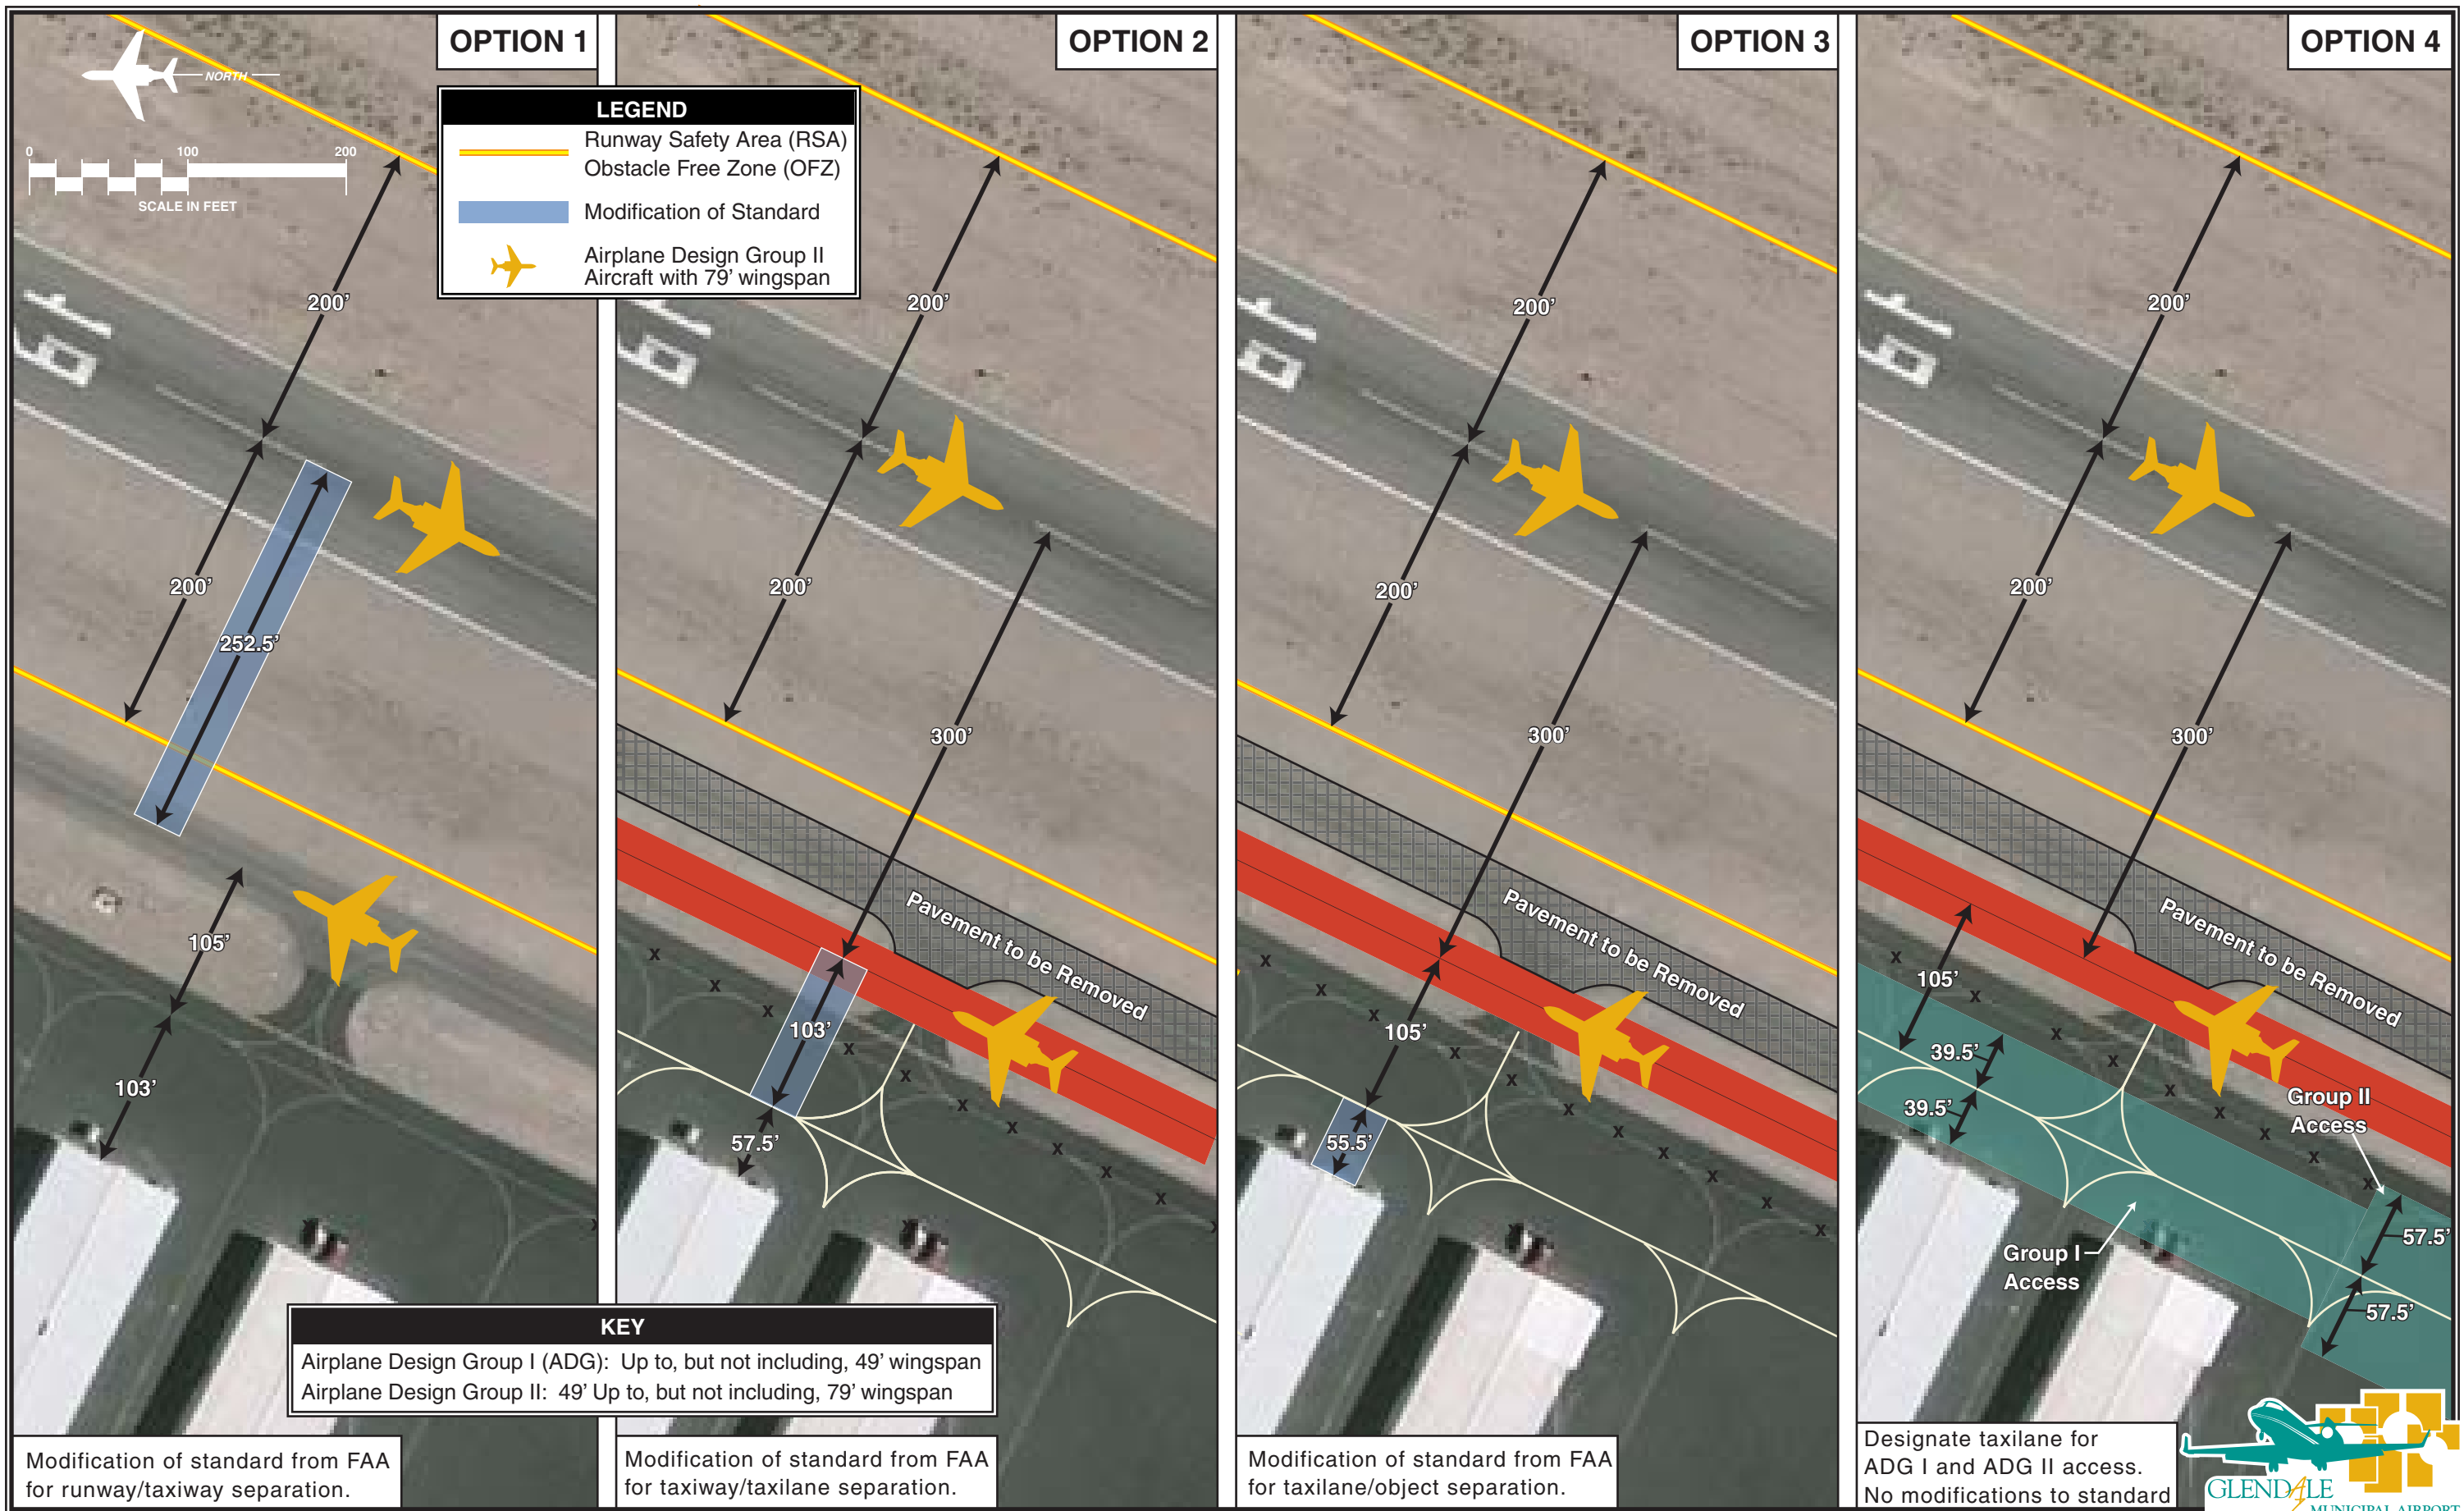 OPTION 1
OPTION 2
OPTION 3
OPTION 4
NORTH
0 100 200
SCALE IN FEET
LEGEND
Runway Safety Area (RSA)
Obstacle Free Zone (OFZ)
Modification of Standard
Airplane Design Group II
Aircraft with 79’ wingspan
200’
200’
252.5’
105’
103’
19
Modification of standard from FAA
for runway/taxiway separation.
200’
200’
300’
Pavement to be Removed
103’
57.5’
19
x x x x x x x x x x x
Modification of standard from FAA
for taxiway/taxilane separation.
200’
200’
300’
Pavement to be Removed
105’
55.5’
19
x x x x x x x x x x x
Modification of standard from FAA
for taxilane/object separation.
200’
200’
300’
Pavement to be Removed
105’
39.5’
39.5’
Group II
Access
57.5’
Group I
Access
57.5’
19
x x x x x x x x x
Designate taxilane for
ADG I and ADG II access.
No modifications to standard
KEY
Airplane Design Group I (ADG): Up to, but not including, 49’ wingspan
Airplane Design Group II: 49’ Up to, but not including, 79’ wingspan
GLENDALE
MUNICIPAL AIRPORT